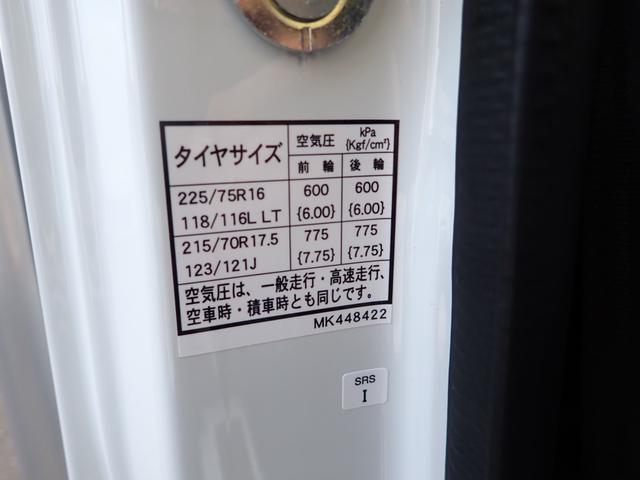 タイヤサイズ 空気圧 kPa {Kgf/cm²}
前輪 後輪
225/75R16 600 600
118/116L LT {6.00} {6.00}
215/70R17.5 775 775
123/121J {7.75} {7.75}
空気圧は、一般走行・高速走行、
空車時・積車時とも同じです。
MK448422
SRS
I